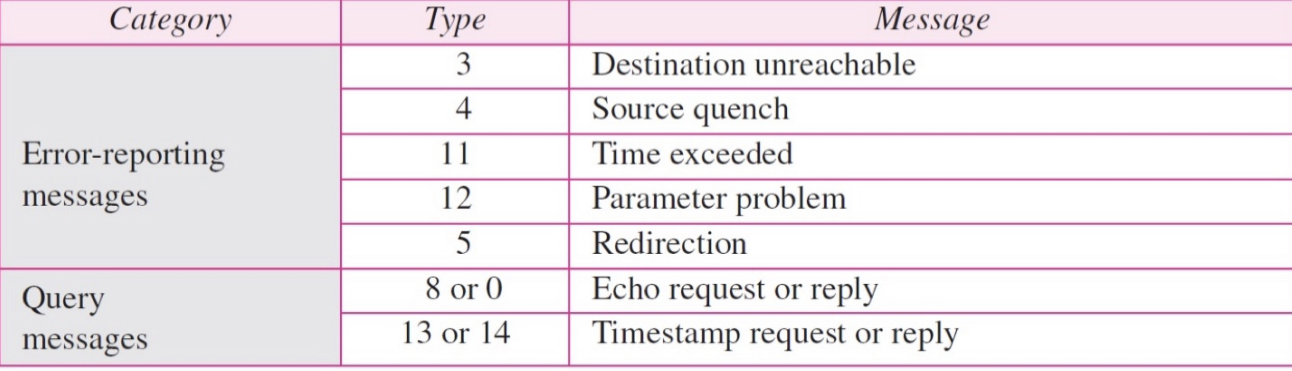 Category Type Message
3 Destination unreachable
4 Source quench
Error-reporting 11 Time exceeded
messages 12 Parameter problem
5 Redirection
Query 8 or 0 Echo request or reply
messages 13 or 14 Timestamp request or reply